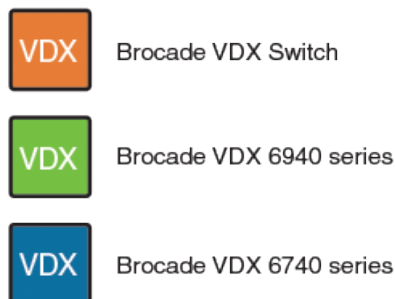 VDX Brocade VDX Switch
VDX Brocade VDX 6940 series
VDX Brocade VDX 6740 series